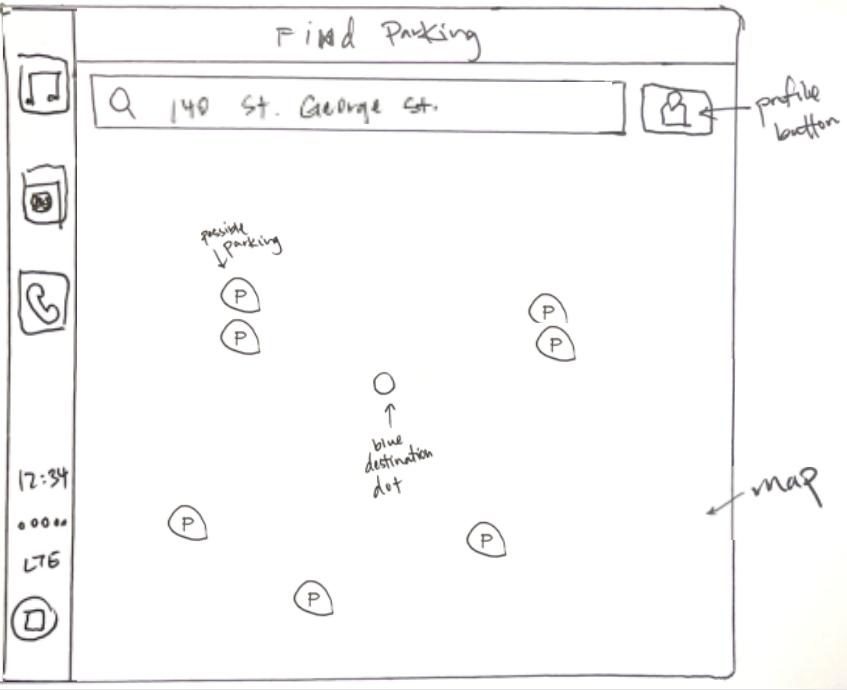 Find Parking
140 St. George St.
profile
button
possible
parking
P
P
P
P
blue
destination
dot
map
12:34
LTE
P
P
P